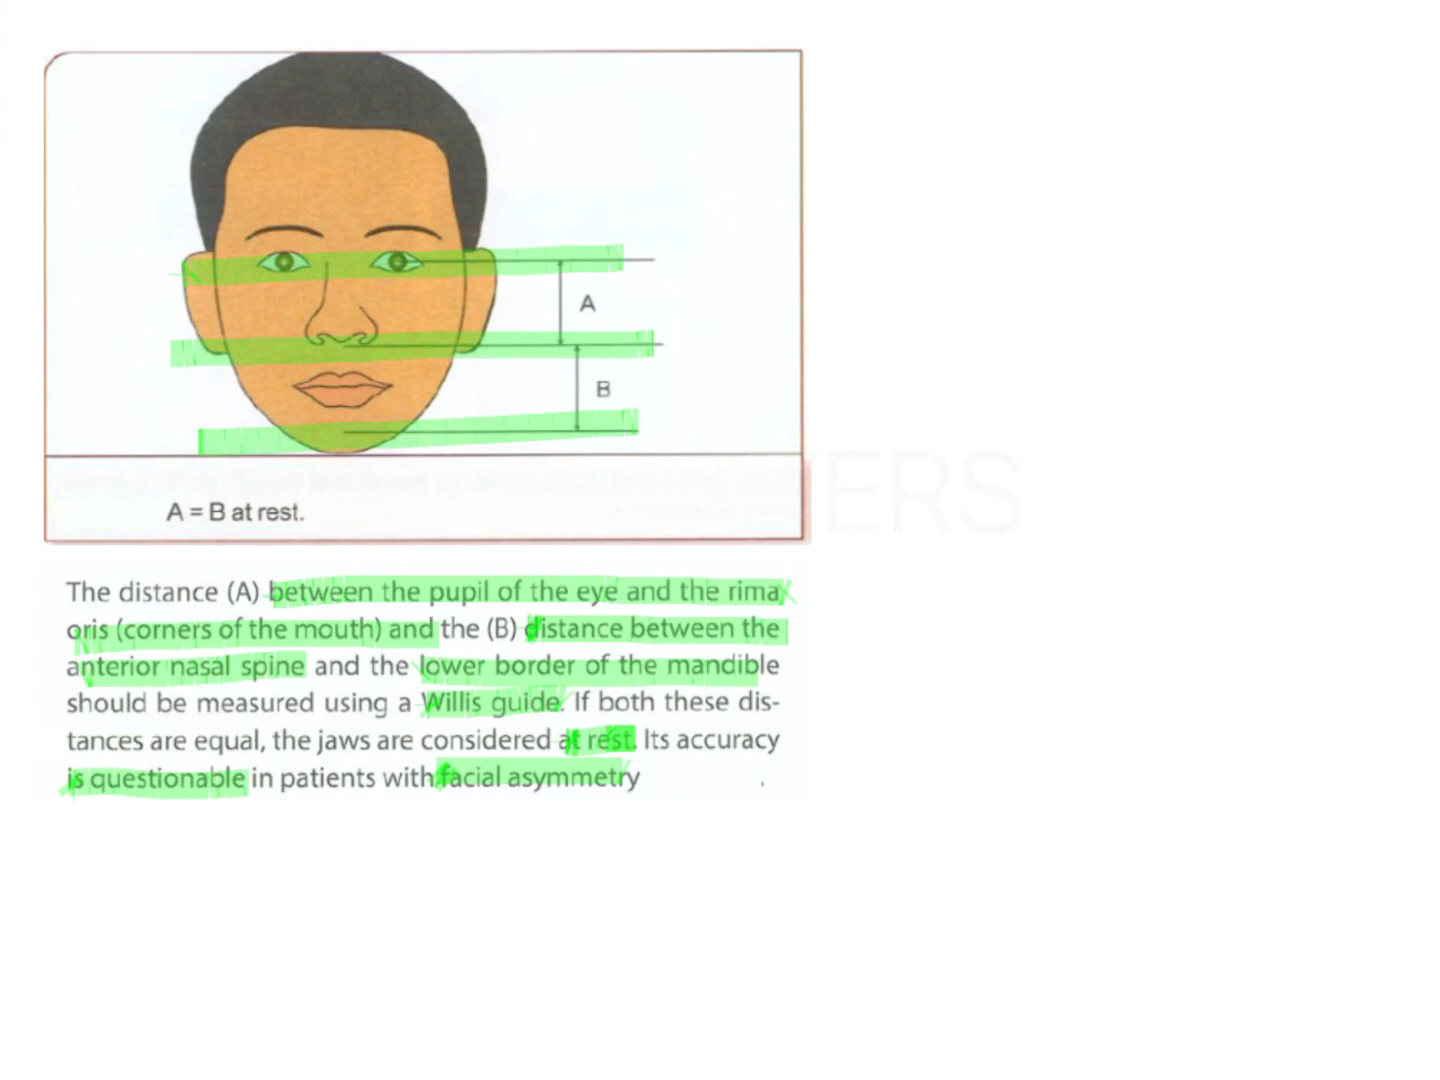 A
B
A = B at rest.
ERS
The distance (A) between the pupil of the eye and the rima
oris (corners of the mouth) and the (B) distance between the
anterior nasal spine and the lower border of the mandible
should be measured using a Willis guide. If both these dis-
tances are equal, the jaws are considered at rest. Its accuracy
is questionable in patients with facial asymmetry .